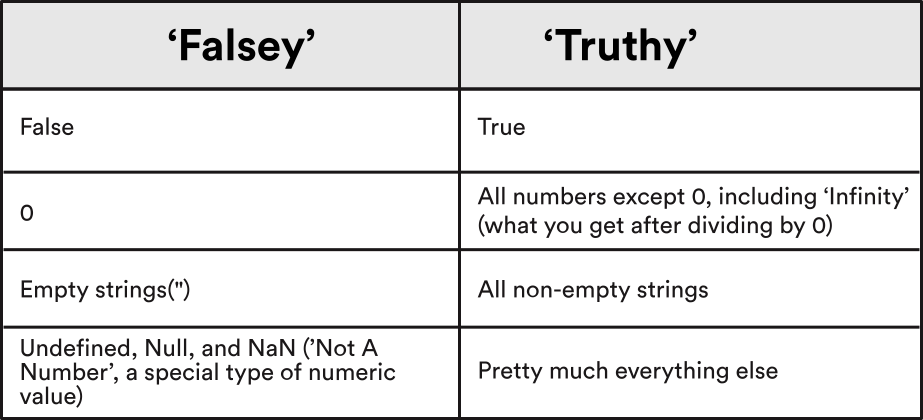 ‘Falsey’ ‘Truthy’
False True
0
All numbers except 0, including ‘Infinity’
(what you get after dividing by 0)
Empty strings('') All non-empty strings
Undefined, Null, and NaN (’Not A
Number’, a special type of numeric
value)
Pretty much everything else